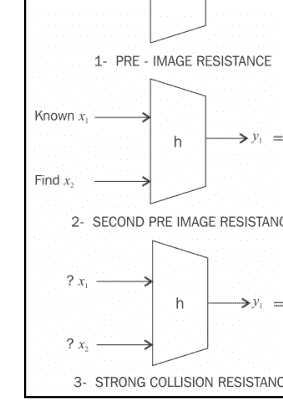 1- PRE - IMAGE RESISTANCE
Known x₁
h
y₁ =
Find x₂
2- SECOND PRE IMAGE RESISTANC
? x₁
h
y₁ =
? x₂
3- STRONG COLLISION RESISTANC